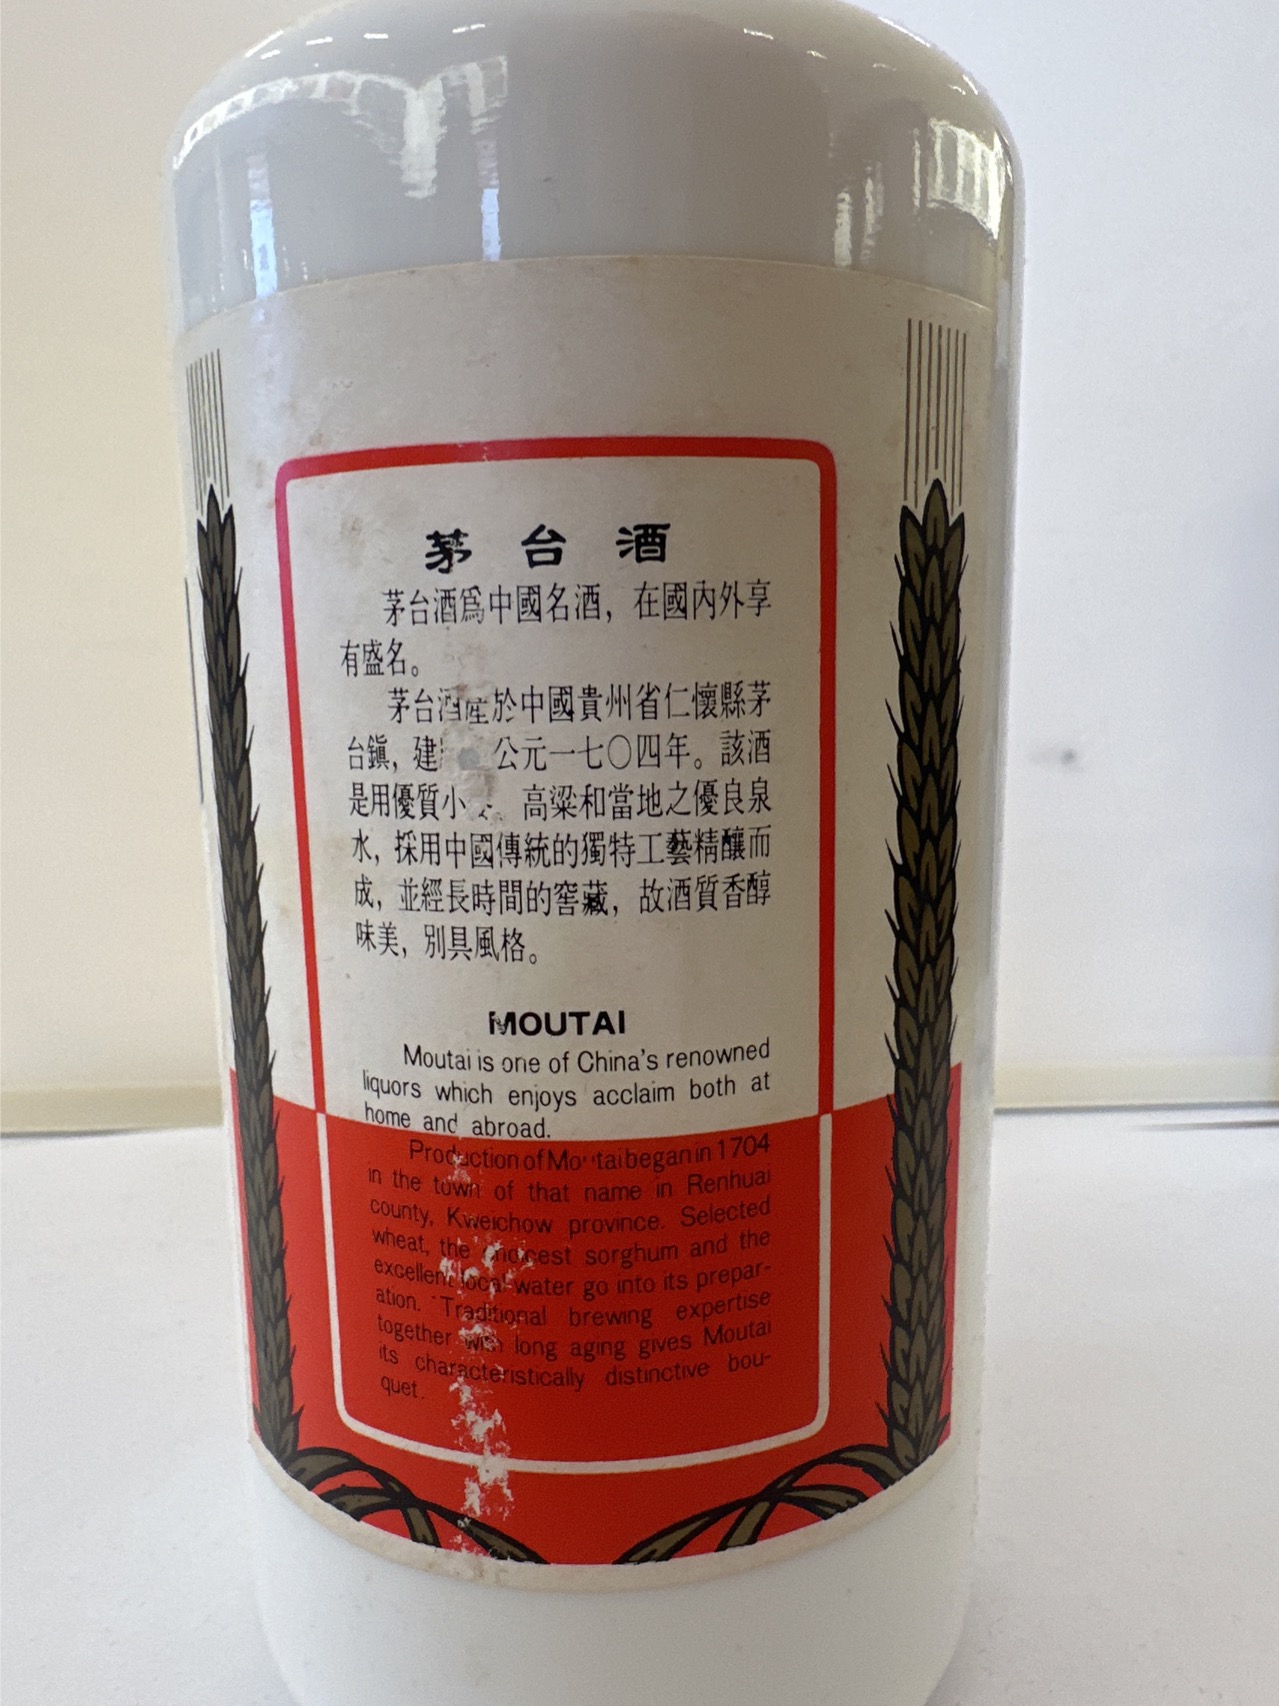 茅台酒
茅台酒爲中國名酒，在國內外享
有盛名。
茅台酒產於中國貴州省仁懷縣茅
台鎭，建 公元一七〇四年。該酒
是用優質小 、高粱和當地之優良泉
水，採用中國傳統的獨特工藝精釀而
成，並經長時間的窖藏，故酒質香醇
味美，別具風格。
MOUTAI
Moutai is one of China's renowned
liquors which enjoys acclaim both at
home and abroad.
Production of Moutai began in 1704
in the town of that name in Renhuai
county, Kweichow province. Selected
wheat, the choicest sorghum and the
excellent local water go into its prepar-
ation. Traditional brewing expertise
together with long aging gives Moutai
its characteristically distinctive bou-
quet.